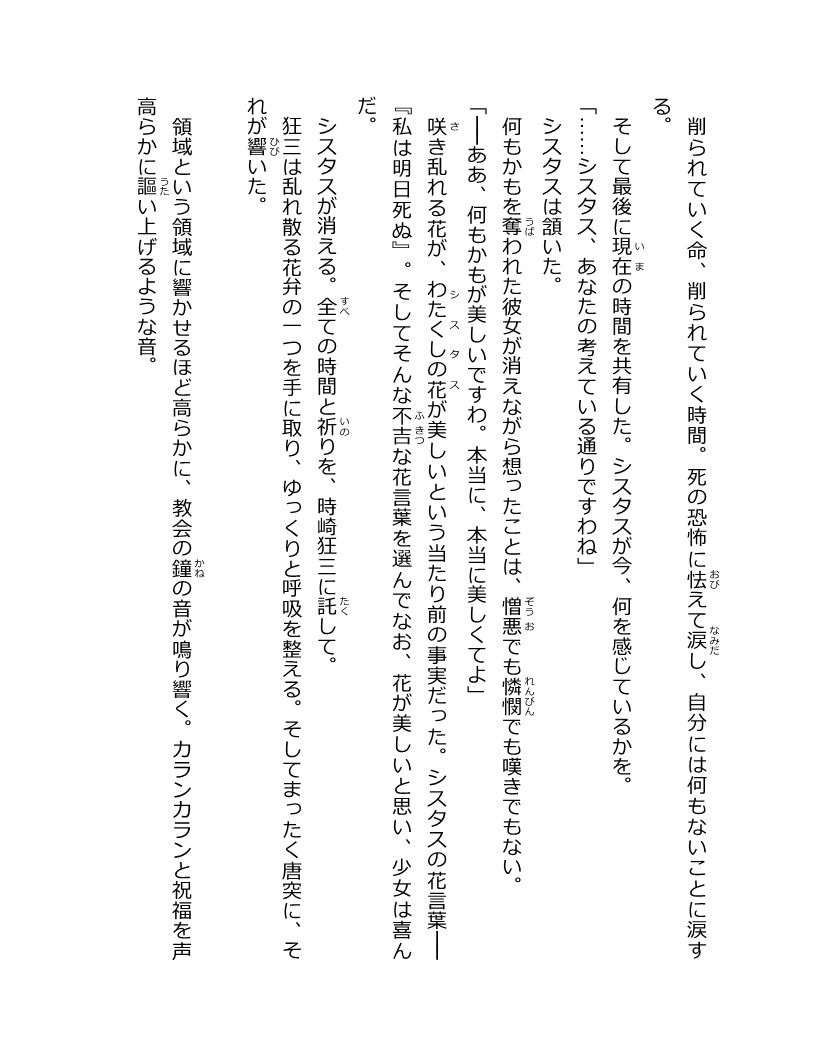 削られていく命、削られていく時間。死の恐怖に怯えて涙し、自分には何もないことに涙す
る。
そして最後に現在の時間を共有した。シスタスが今、何を感じているかを。
「……シスタス、あなたの考えている通りですわね」
シスタスは頷いた。
何もかもを奪われた彼女が消えながら想ったことは、憎悪でも憐憫でも嘆きでもない。
「──ああ、何もかもが美しいですわ。本当に、本当に美しくてよ」
咲き乱れる花が、わたくしの花が美しいという当たり前の事実だった。シスタスの花言葉──
『私は明日死ぬ』。そしてそんな不吉な花言葉を選んでなお、花が美しいと思い、少女は喜ん
だ。
シスタスが消える。全ての時間と祈りを、時崎狂三に託して。
狂三は乱れ散る花弁の一つを手に取り、ゆっくりと呼吸を整える。そしてまったく唐突に、そ
れが響いた。
領域という領域に響かせるほど高らかに、教会の鐘の音が鳴り響く。カランカランと祝福を声
高らかに謳い上げるような音。